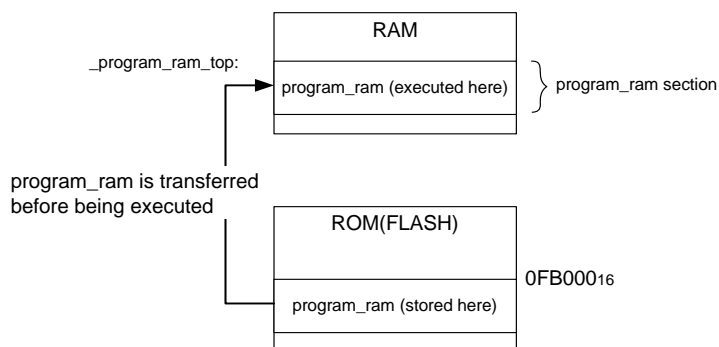 RAM
_program_ram_top:
program_ram (executed here)
program_ram section
program_ram is transferred
before being executed
ROM(FLASH)
0FB00016
program_ram (stored here)